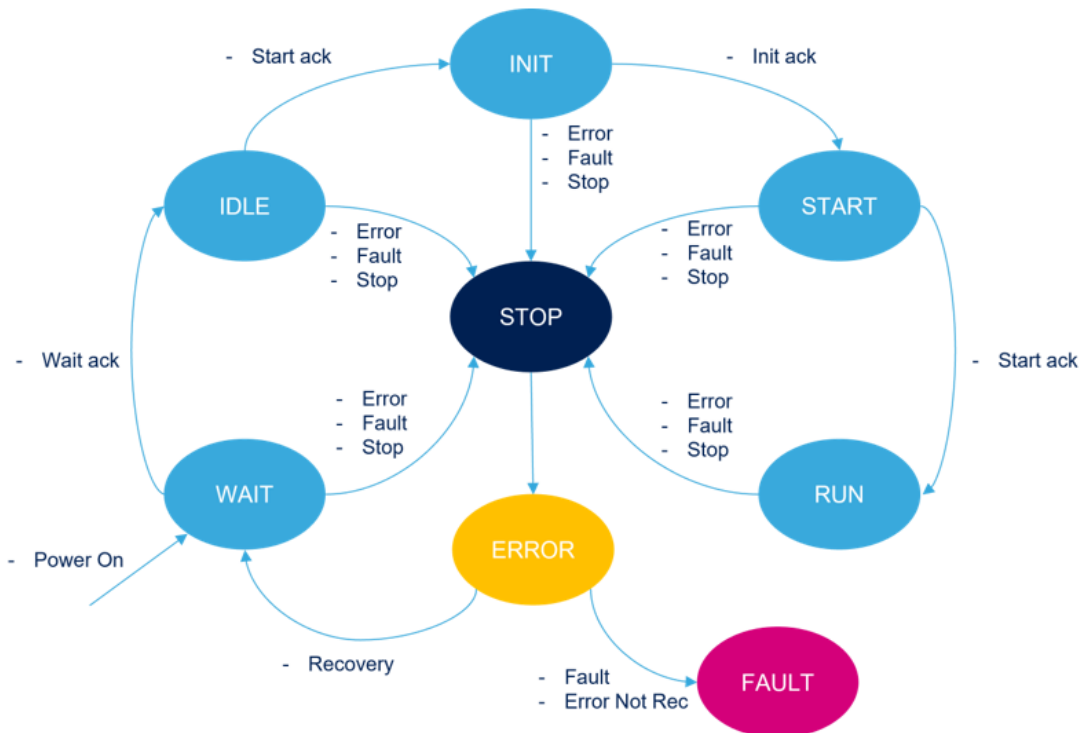 - Start ack
INIT
- Init ack
- Error
- Fault
- Stop
IDLE
START
- Error
- Fault
- Stop
- Error
- Fault
- Stop
STOP
- Wait ack
- Start ack
- Error
- Fault
- Stop
- Error
- Fault
- Stop
WAIT
RUN
- Power On
ERROR
- Recovery
- Fault
- Error Not Rec
FAULT